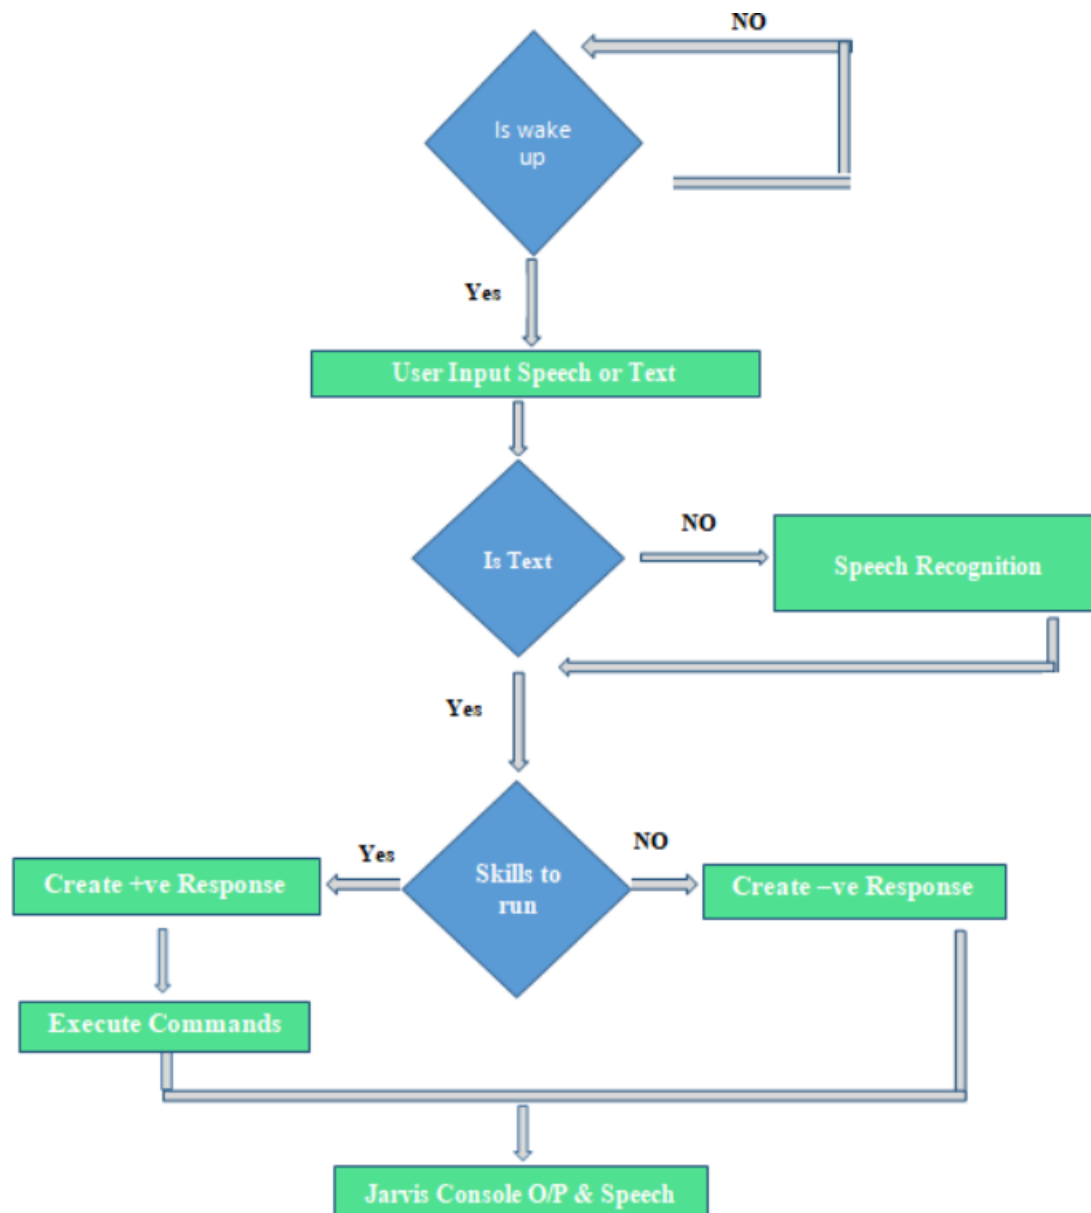 NO
Is wake
up
Yes
User Input Speech or Text
Is Text
NO
Speech Recognition
Yes
Skills to
run
Yes
NO
Create +ve Response
Create –ve Response
Execute Commands
Jarvis Console O/P & Speech